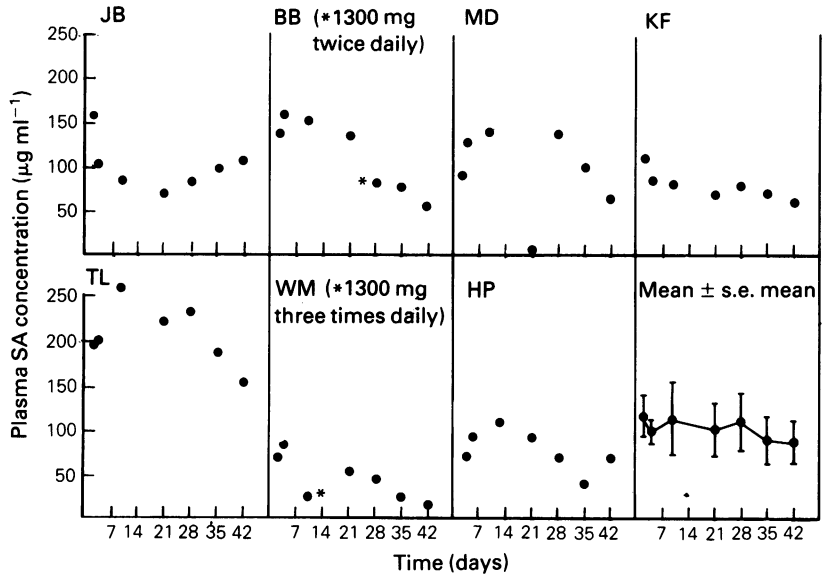 JB
BB (*1300 mg
twice daily)
MD
KF
250
200
150
100
50
*
Plasma SA concentration (μg ml⁻¹)
TL
WM (*1300 mg
three times daily)
HP
Mean ± s.e. mean
250
200
150
100
50
*
7 14 21 28 35 42
7 14 21 28 35 42
7 14 21 28 35 42
7 14 21 28 35 42
Time (days)